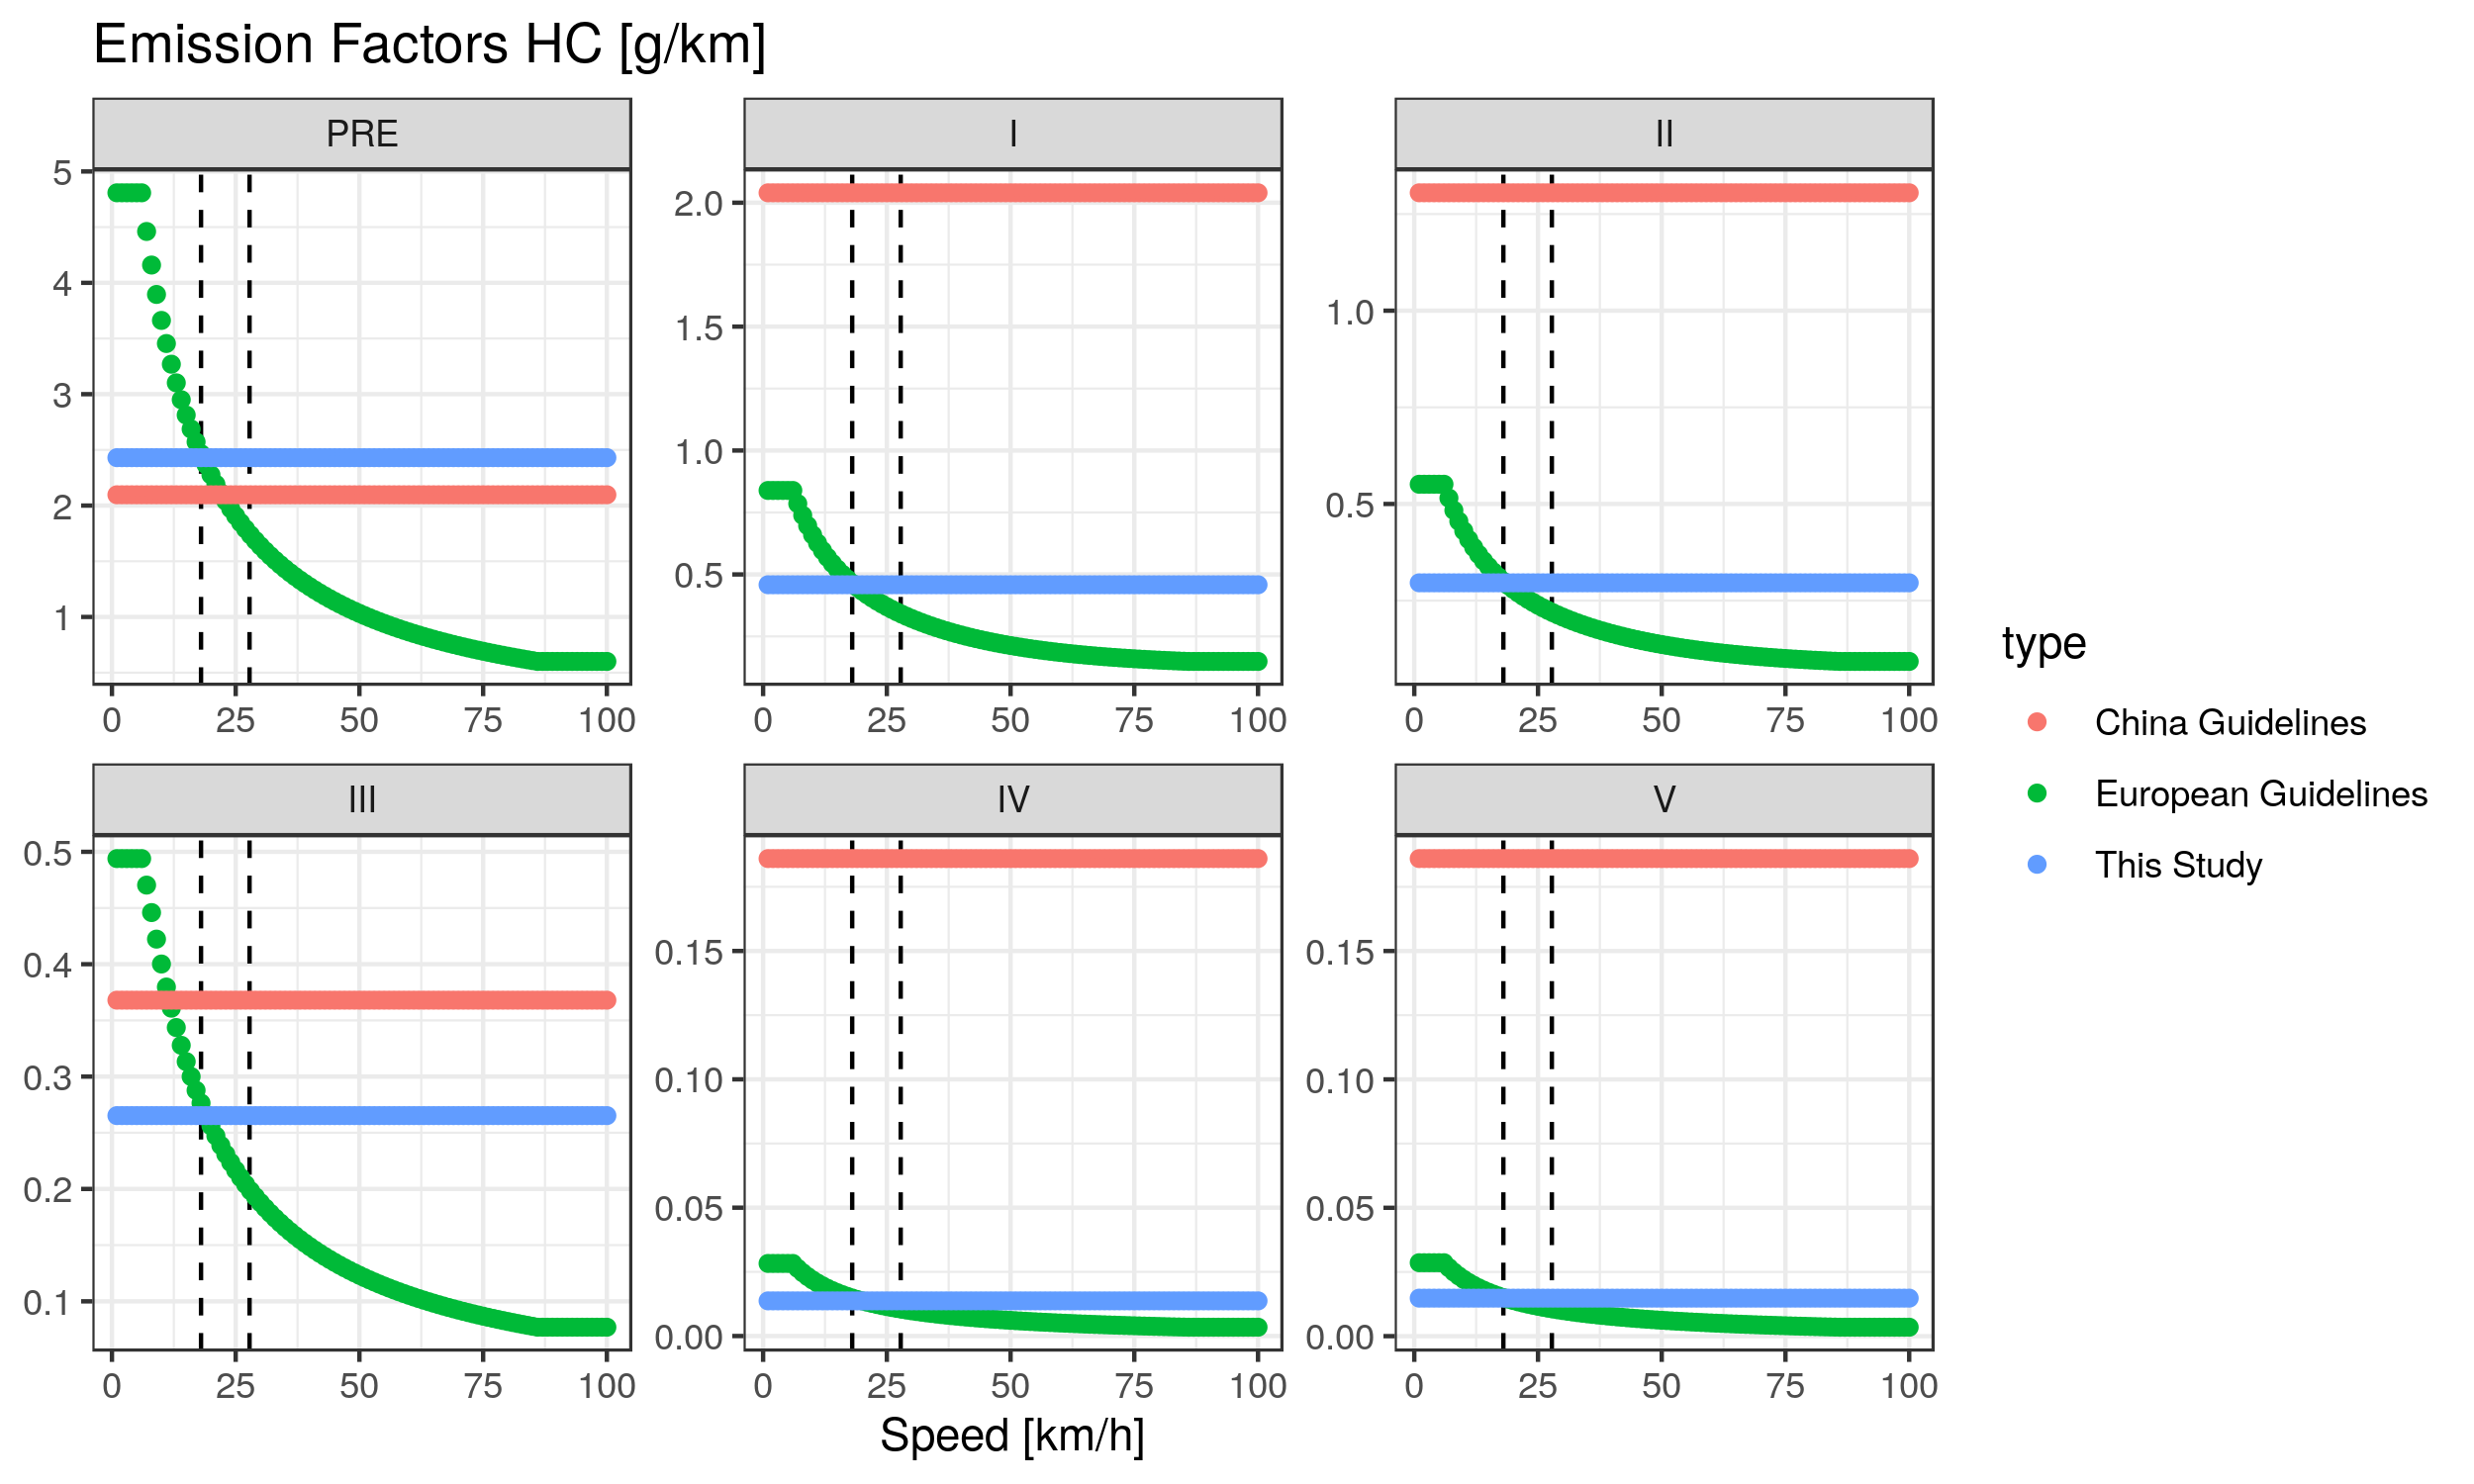 Emission Factors HC [g/km]
PRE
I
II
5
4
3
2
1
2.0
1.5
1.0
0.5
1.0
0.5
0 25 50 75 100
0 25 50 75 100
0 25 50 75 100
III
IV
V
0.5
0.4
0.3
0.2
0.1
0.15
0.10
0.05
0.00
0.15
0.10
0.05
0.00
0 25 50 75 100
0 25 50 75 100
0 25 50 75 100
Speed [km/h]
type
China Guidelines
European Guidelines
This Study